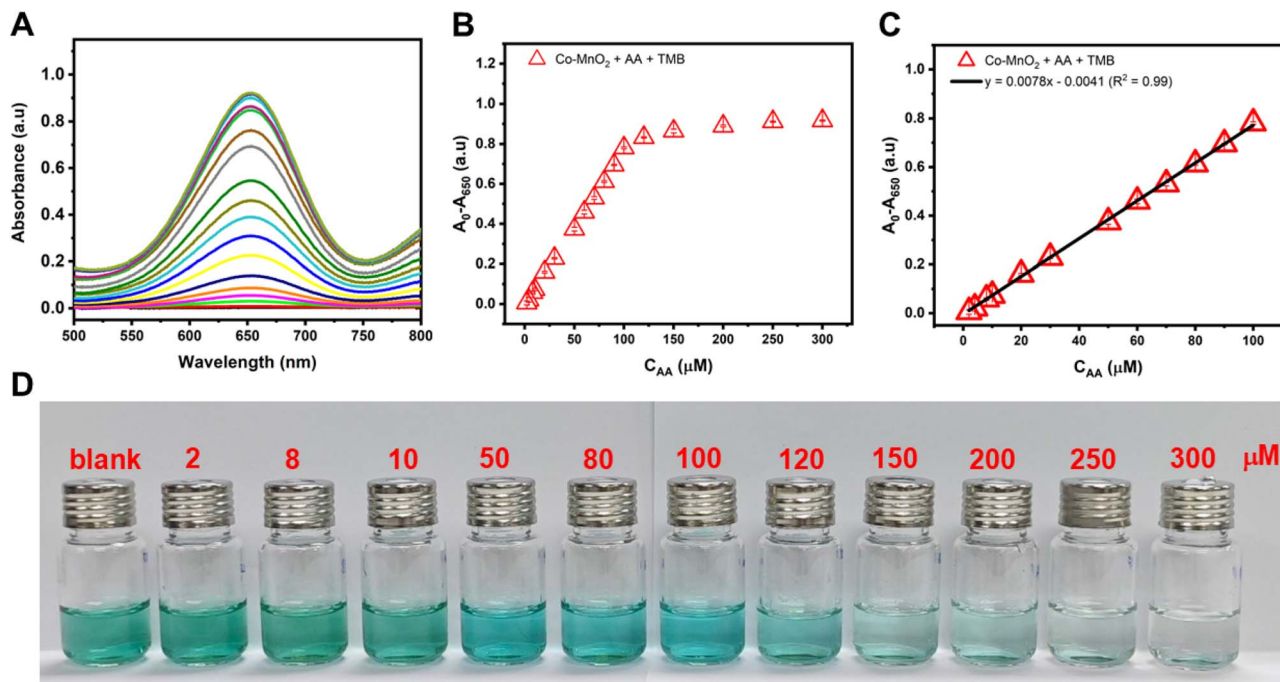 A
Absorbance (a.u)
1.0
0.8
0.6
0.4
0.2
0.0
500 550 600 650 700 750 800
Wavelength (nm)
B
Co-MnO₂ + AA + TMB
A₀-A₆₅₀ (a.u)
1.2
1.0
0.8
0.6
0.4
0.2
0.0
0 50 100 150 200 250 300
C_AA (μM)
C
Co-MnO₂ + AA + TMB
y = 0.0078x - 0.0041 (R² = 0.99)
A₀-A₆₅₀ (a.u)
1.0
0.8
0.6
0.4
0.2
0.0
0 20 40 60 80 100
C_AA (μM)
D
blank 2 8 10 50 80 100 120 150 200 250 300 μM